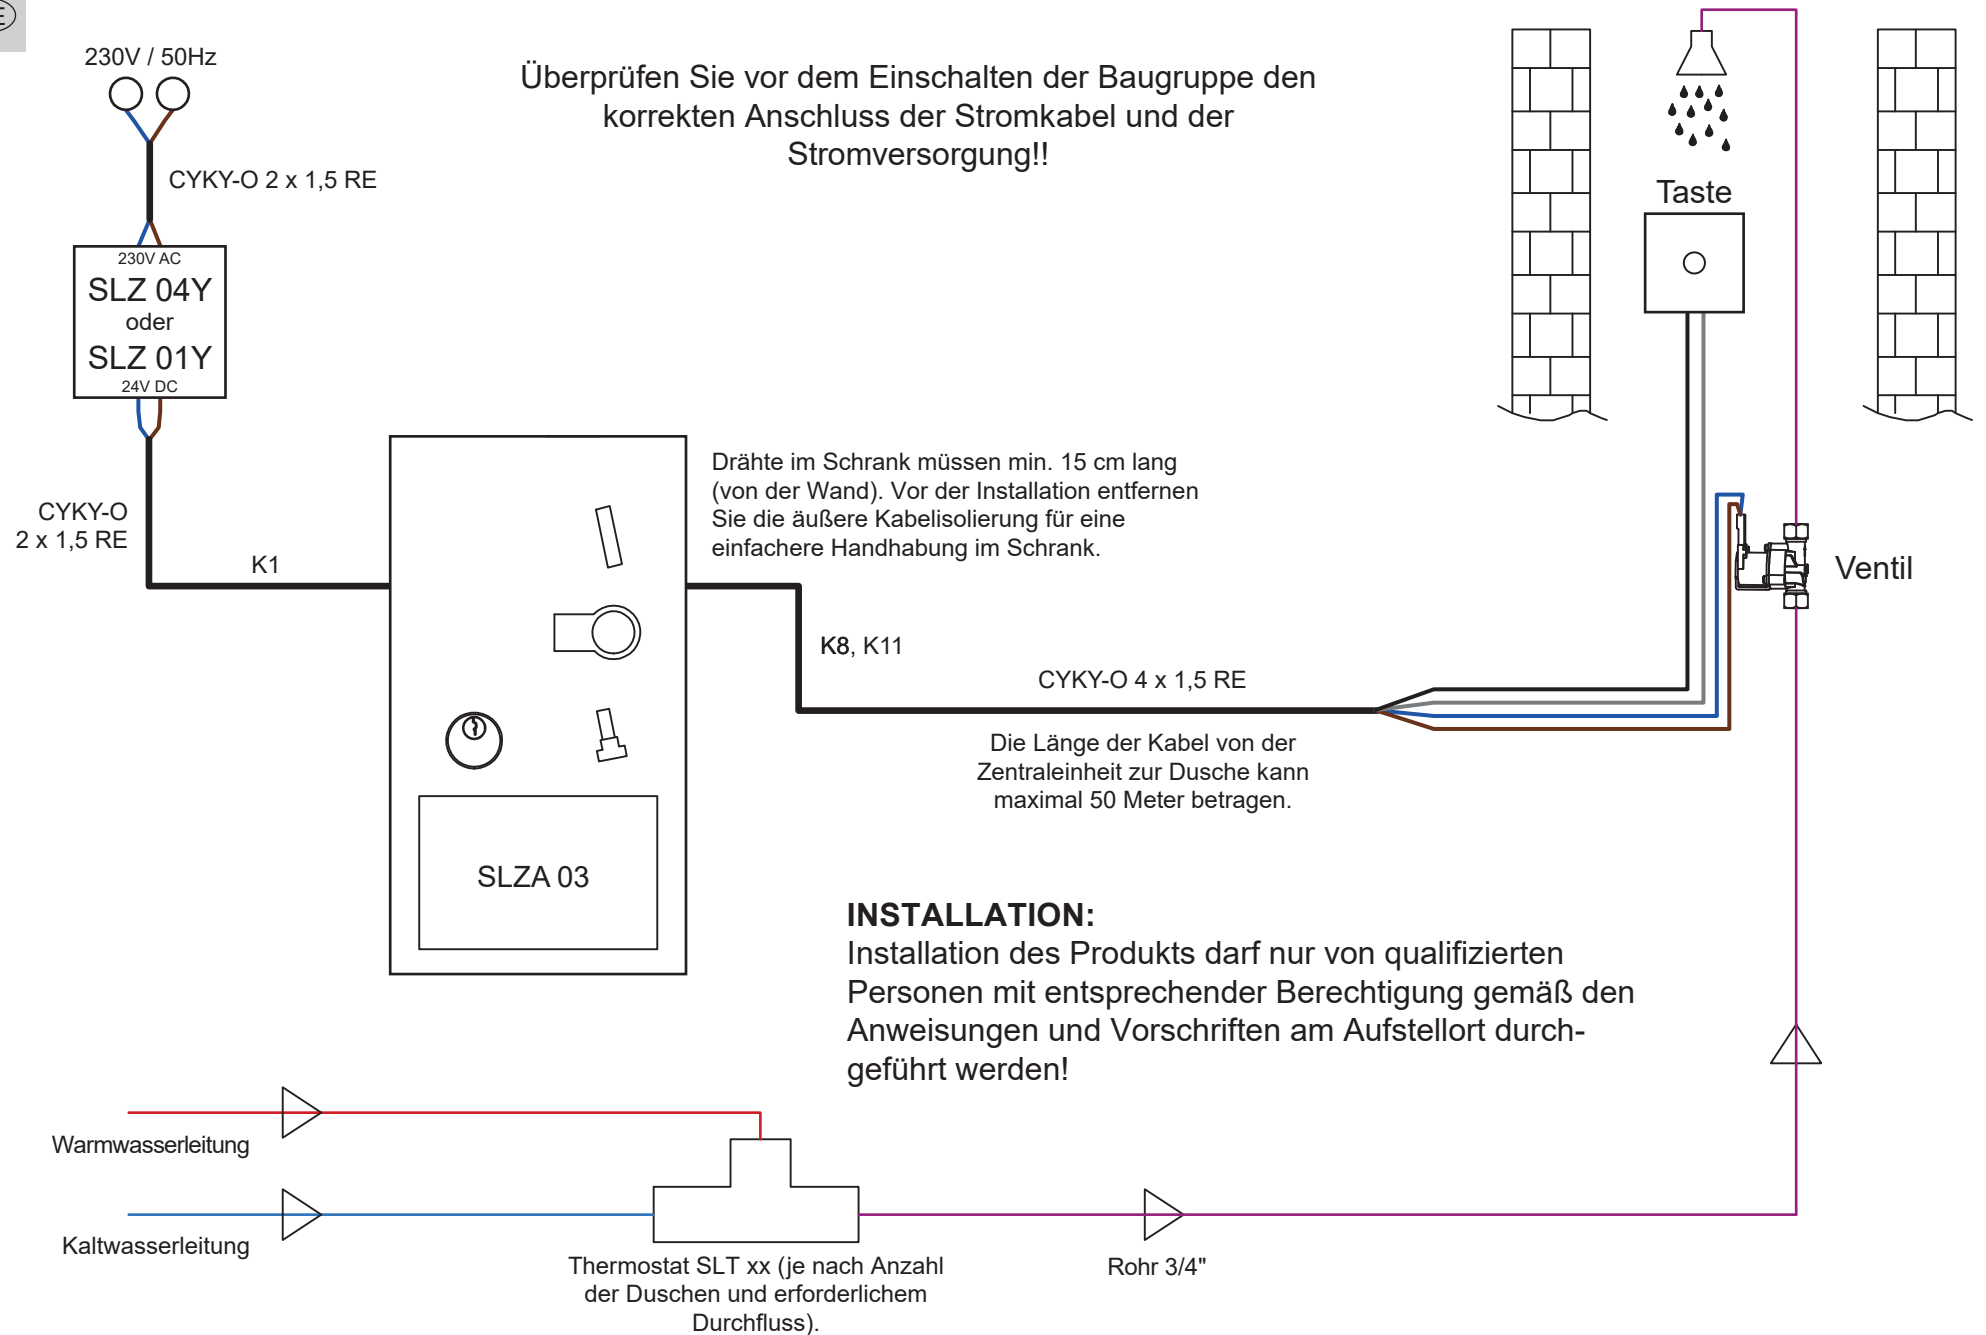 E
230V / 50Hz
Überprüfen Sie vor dem Einschalten der Baugruppe den
korrekten Anschluss der Stromkabel und der
Stromversorgung!!
CYKY-O 2 x 1,5 RE
Taste
230V AC
SLZ 04Y
oder
SLZ 01Y
24V DC
CYKY-O
2 x 1,5 RE
K1
Drähte im Schrank müssen min. 15 cm lang
(von der Wand). Vor der Installation entfernen
Sie die äußere Kabelisolierung für eine
einfachere Handhabung im Schrank.
Ventil
K8, K11
CYKY-O 4 x 1,5 RE
Die Länge der Kabel von der
Zentraleinheit zur Dusche kann
maximal 50 Meter betragen.
SLZA 03
INSTALLATION:
Installation des Produkts darf nur von qualifizierten
Personen mit entsprechender Berechtigung gemäß den
Anweisungen und Vorschriften am Aufstellort durch-
geführt werden!
Warmwasserleitung
Kaltwasserleitung
Thermostat SLT xx (je nach Anzahl
der Duschen und erforderlichem
Durchfluss).
Rohr 3/4"